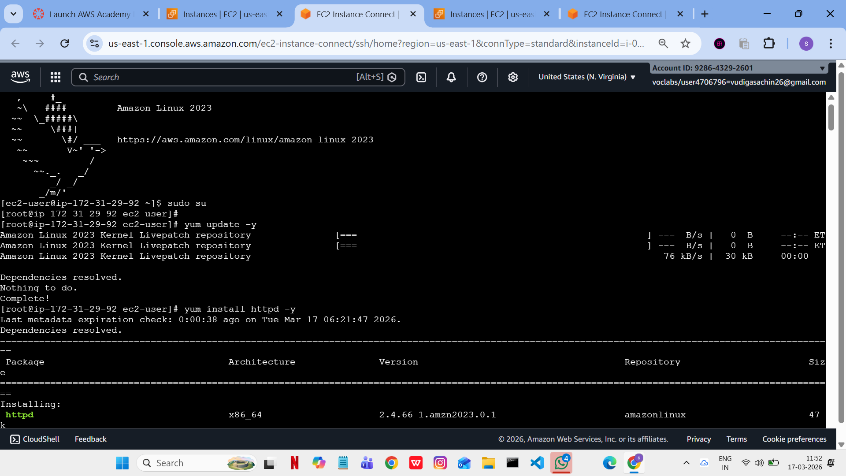 Launch AWS Academy
Instances | EC2 | us-eas
EC2 Instance Connect |
Instances | EC2 | us-eas
EC2 Instance Connect |
us-east-1.console.aws.amazon.com/ec2-instance-connect/ssh/home?region=us-east-1&connType=standard&instanceId=i-0...
S
aws
Search
[Alt+S]
United States (N. Virginia)
Account ID: 9286-4329-2601
voclabs/user4706796=vudigasachin26@gmail.com
,     #_
~\_  ####        Amazon Linux 2023
~~  \_#####\
~~     \###|
~~       \#/ ___   https://aws.amazon.com/linux/amazon linux 2023
~~       V~' '->
~~~         /
~~._.   _/
_/ _/
_/m/'
[ec2-user@ip-172-31-29-92 ~]$ sudo su
[root@ip 172 31 29 92 ec2 user]#
[root@ip-172-31-29-92 ec2-user]# yum update -y
Amazon Linux 2023 Kernel Livepatch repository [=== ] --- B/s | 0 B --:-- ET
Amazon Linux 2023 Kernel Livepatch repository [=== ] --- B/s | 0 B --:-- ET
Amazon Linux 2023 Kernel Livepatch repository 76 kB/s | 30 kB 00:00
Dependencies resolved.
Nothing to do.
Complete!
[root@ip-172-31-29-92 ec2-user]# yum install httpd -y
Last metadata expiration check: 0:00:38 ago on Tue Mar 17 06:21:47 2026.
Dependencies resolved.
Package Architecture Version Repository Siz
e
Installing:
httpd x86_64 2.4.66 1.amzn2023.0.1 amazonlinux 47
k
CloudShell
Feedback
© 2026, Amazon Web Services, Inc. or its affiliates.
Privacy
Terms
Cookie preferences
Search
4
ENG
IN
11:52
17-03-2026